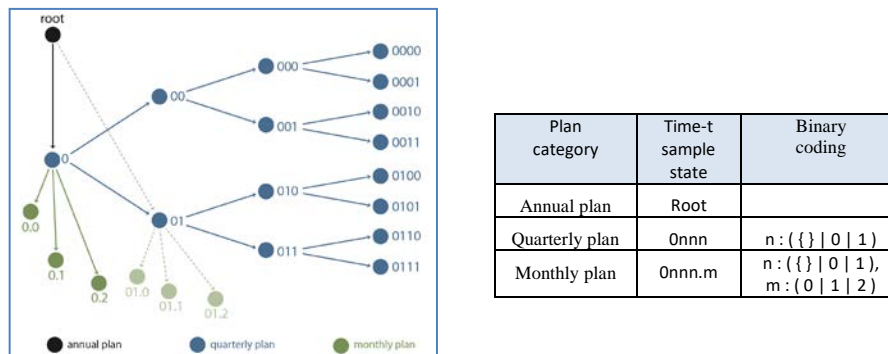 root
0
00
01
000
001
010
011
0000
0001
0010
0011
0100
0101
0110
0111
0.0
0.1
0.2
01.0
01.1
01.2
annual plan
quarterly plan
monthly plan
Plan category
Time-t sample state
Binary coding
Annual plan
Root
Quarterly plan
0nnn
n : ( { } | 0 | 1 )
Monthly plan
0nnn.m
n : ( { } | 0 | 1 ),
m : ( 0 | 1 | 2 )